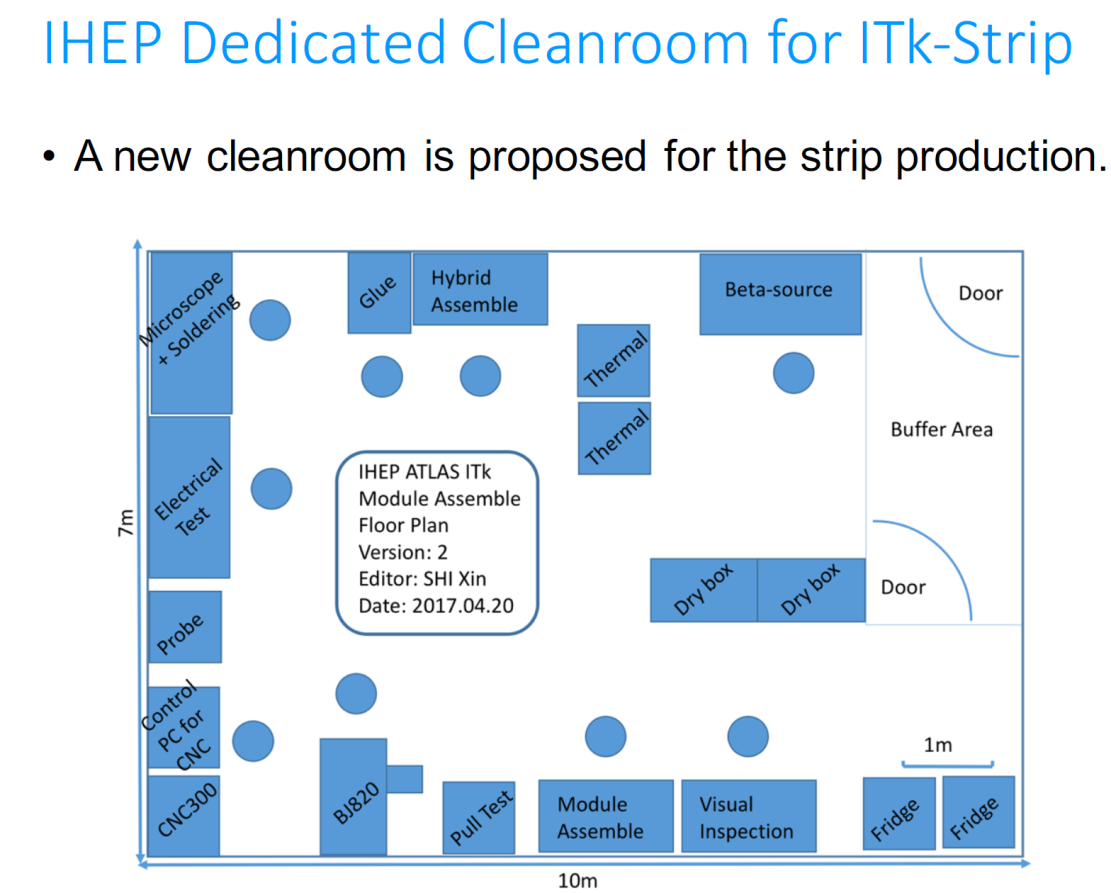 IHEP Dedicated Cleanroom for ITk-Strip
• A new cleanroom is proposed for the strip production.
Microscope
+ Soldering
Glue
Hybrid
Assemble
Beta-source
Door
Thermal
Thermal
Buffer Area
Electrical
Test
IHEP ATLAS ITk
Module Assemble
Floor Plan
Version: 2
Editor: SHI Xin
Date: 2017.04.20
7m
Dry box
Dry box
Door
Probe
Control
PC for
CNC
1m
CNC300
BJ820
Pull Test
Module
Assemble
Visual
Inspection
Fridge
Fridge
10m